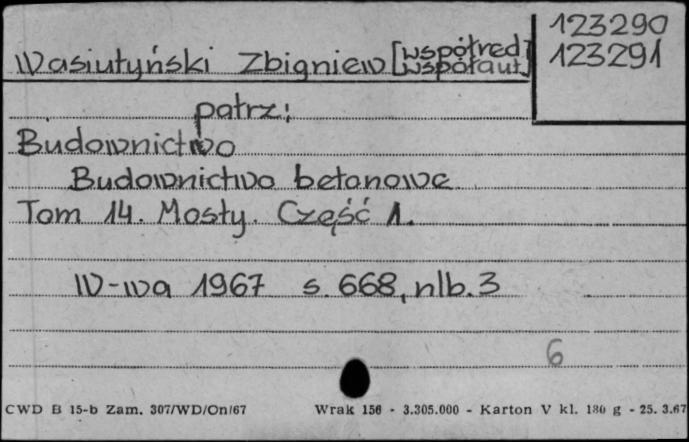 123290
123291
Wasiutyński Zbigniew [współred
współaut]
patrz:
Budownictwo
Budownictwo betonowe
Tom 14. Mosty. Część 1.
W-wa 1967 s. 668, nlb. 3
6
CWD B 15-b Zam. 307/WD/On/67 Wrak 156 - 3.305.000 - Karton V kl. 180 g - 25. 3.67